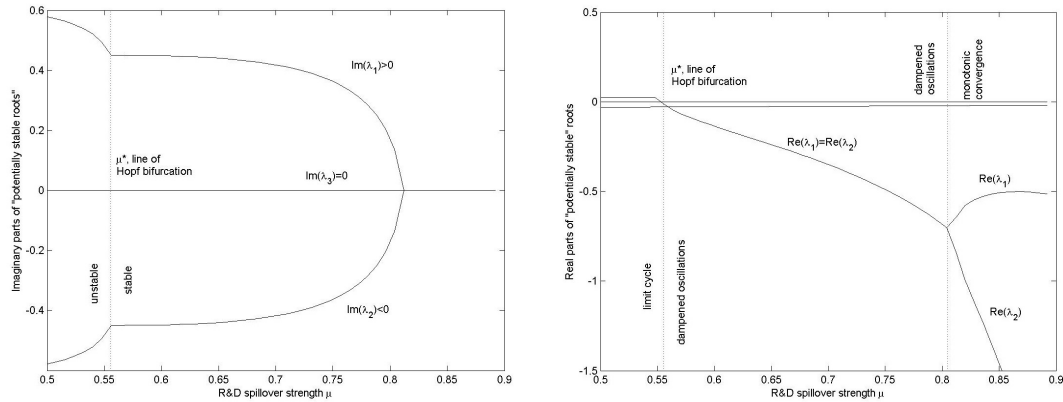 0.6
0.4
0.2
0
-0.2
-0.4
0.5
0.55
0.6
0.65
0.7
0.75
0.8
0.85
0.9
Imaginary parts of "potentially stable roots"
R&D spillover strength μ
Im(λ1)>0
μ*, line of
Hopf bifurcation
Im(λ3)=0
unstable
stable
Im(λ2)<0
0.5
0
-0.5
-1
-1.5
0.5
0.55
0.6
0.65
0.7
0.75
0.8
0.85
0.9
Real parts of "potentially stable" roots
R&D spillover strength μ
μ*, line of
Hopf bifurcation
dampened
oscillations
monotonic
convergence
Re(λ1)=Re(λ2)
Re(λ1)
limit cycle
dampened oscillations
Re(λ2)